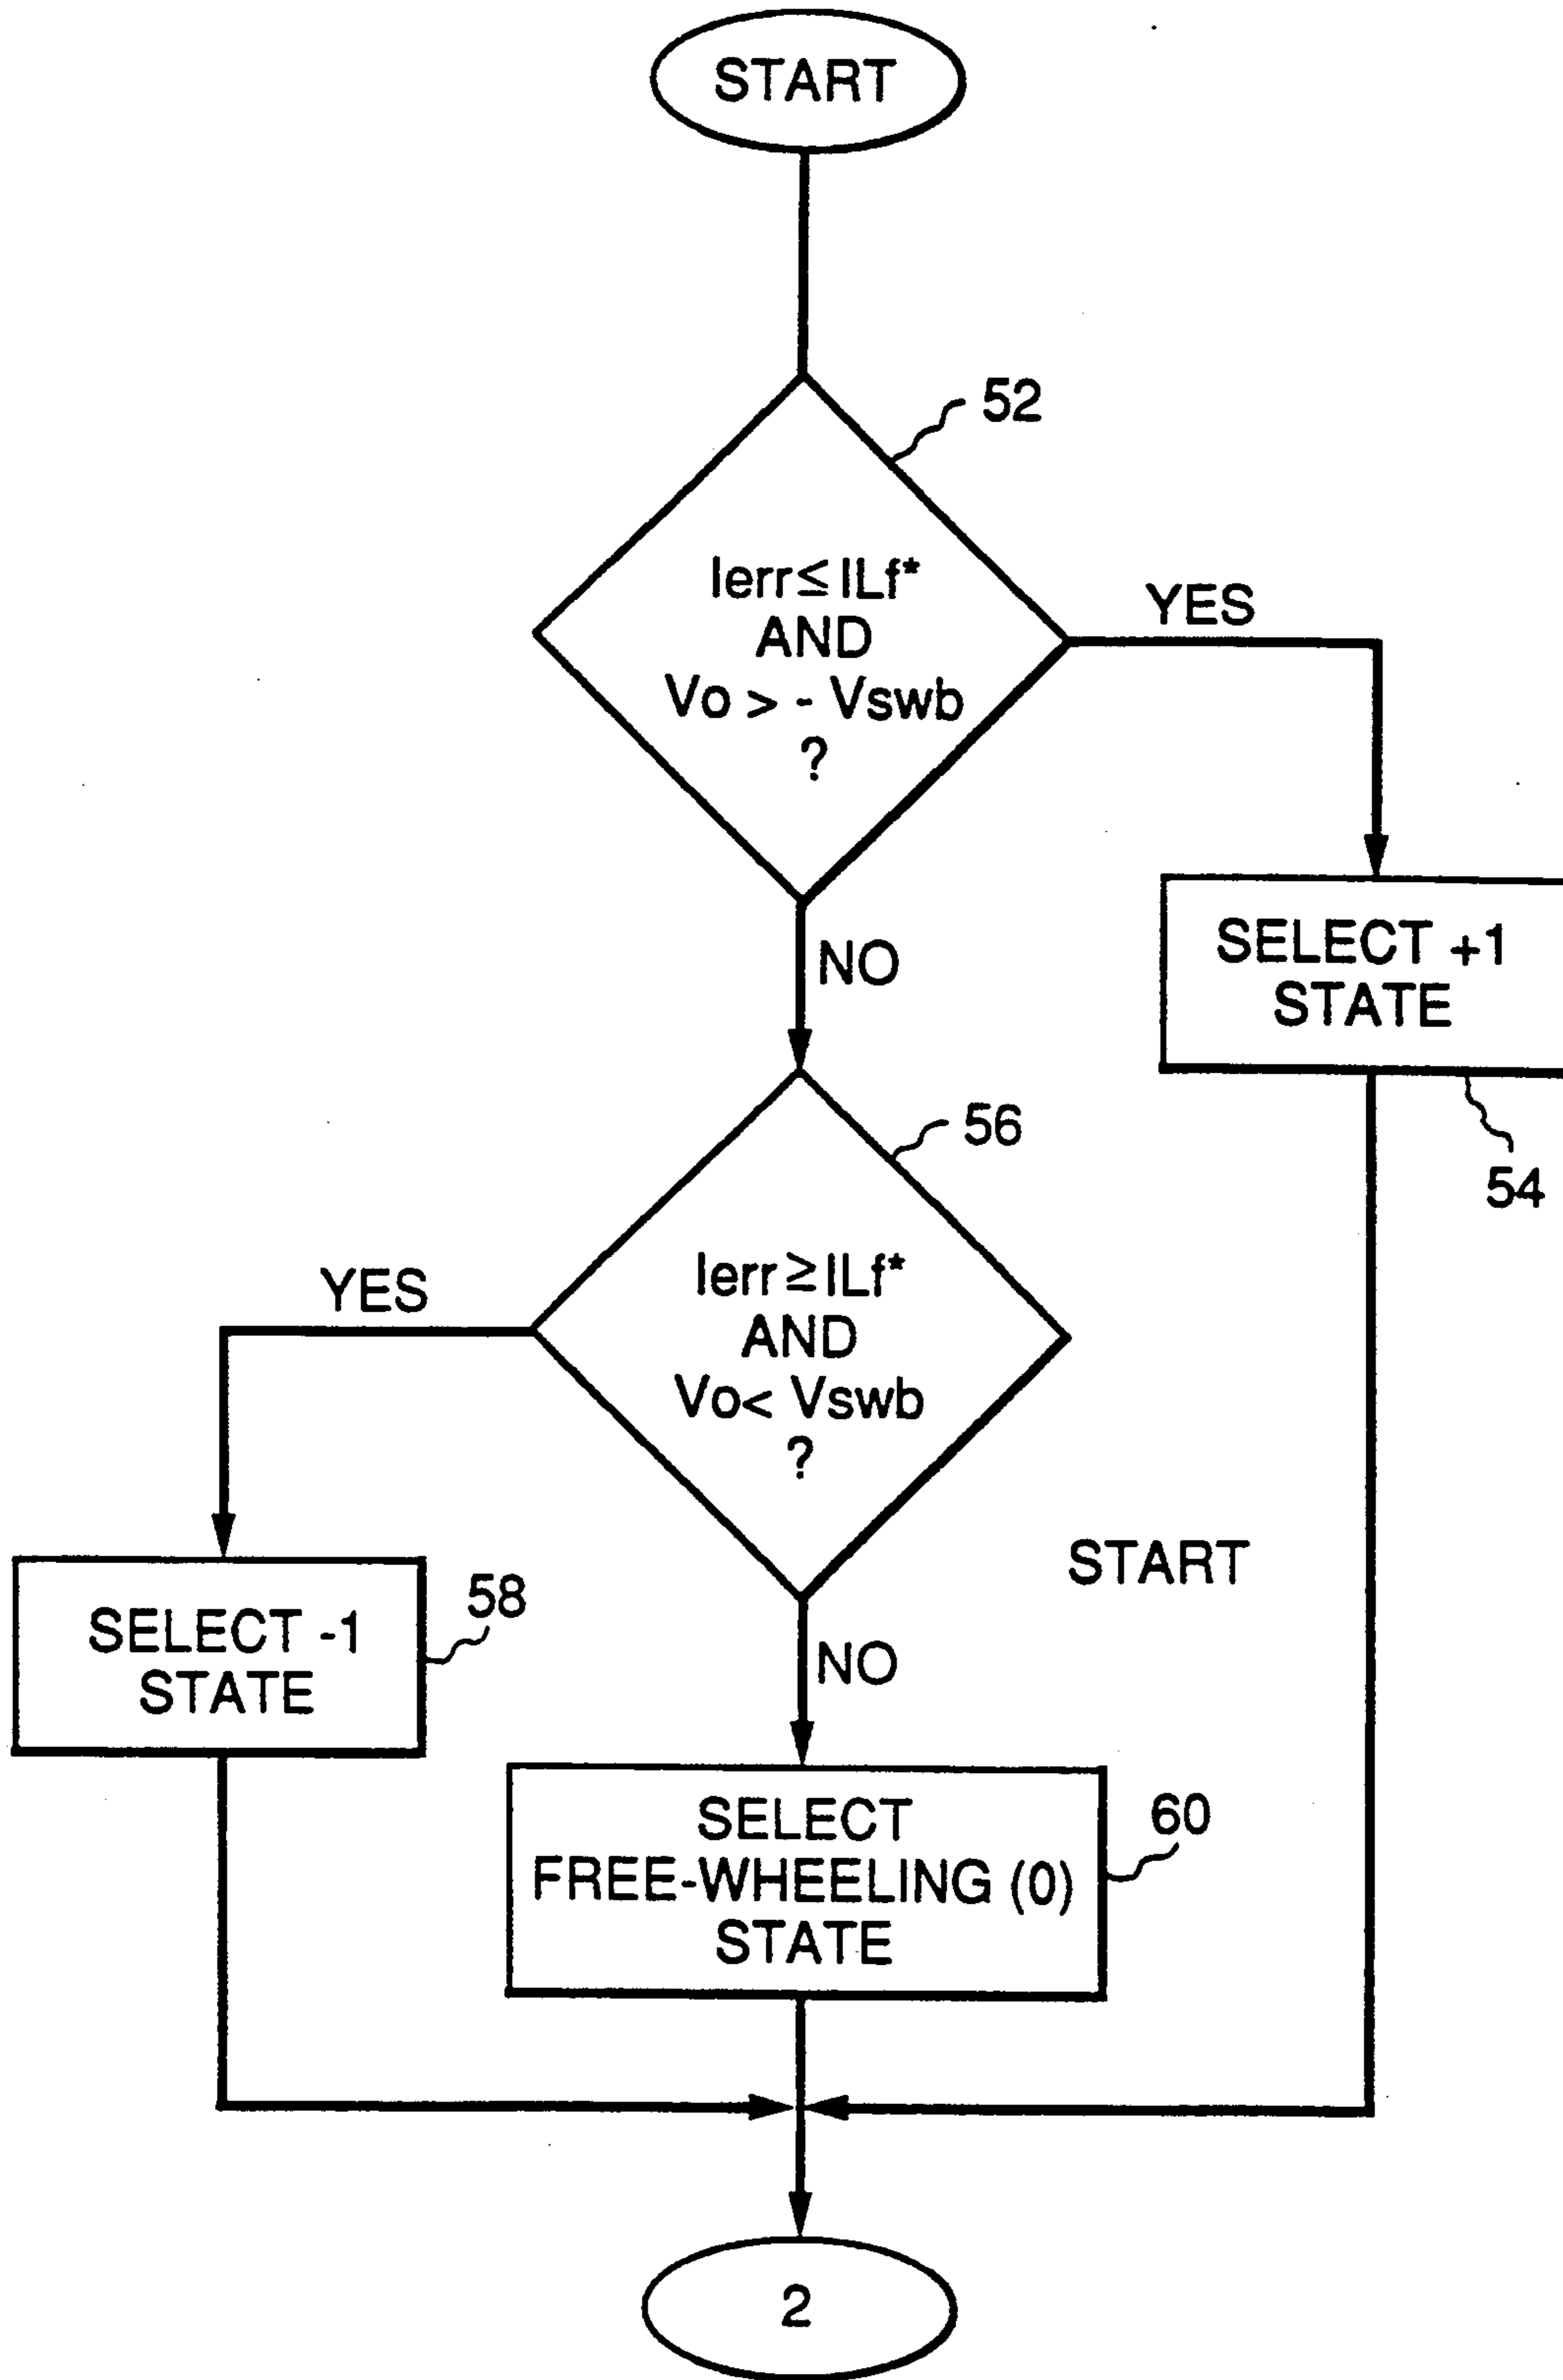 START
52
Ierr≤ILf*
AND
Vo > - Vswb
?
YES
NO
SELECT +1
STATE
54
56
Ierr≥ILf*
AND
Vo< Vswb
?
YES
START
NO
SELECT -1
STATE
58
SELECT
FREE-WHEELING (0)
STATE
60
2